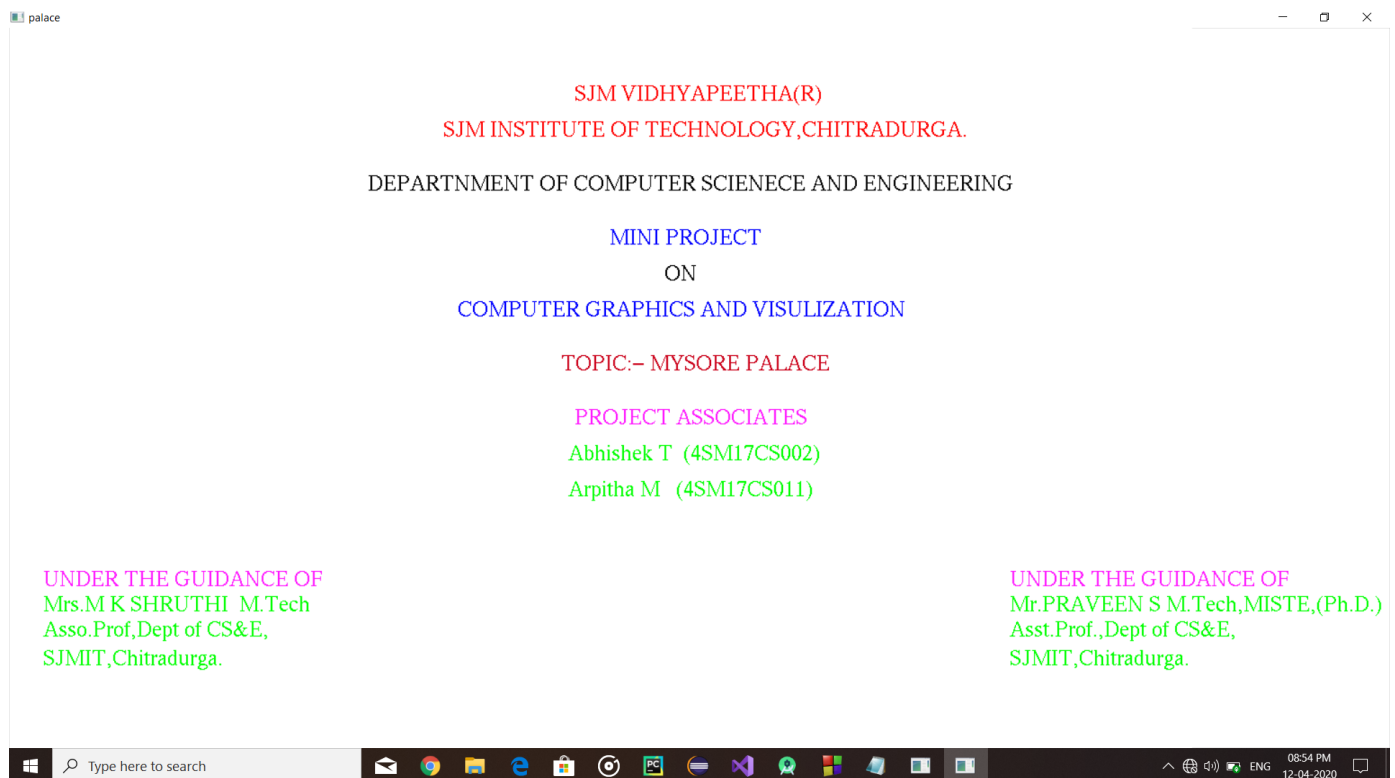 palace
SJM VIDHYAPEETHA(R)
SJM INSTITUTE OF TECHNOLOGY,CHITRADURGA.
DEPARTNMENT OF COMPUTER SCIENECE AND ENGINEERING
MINI PROJECT
ON
COMPUTER GRAPHICS AND VISULIZATION
TOPIC:– MYSORE PALACE
PROJECT ASSOCIATES
Abhishek T (4SM17CS002)
Arpitha M (4SM17CS011)
UNDER THE GUIDANCE OF
Mrs.M K SHRUTHI M.Tech
Asso.Prof,Dept of CS&E,
SJMIT,Chitradurga.
UNDER THE GUIDANCE OF
Mr.PRAVEEN S M.Tech,MISTE,(Ph.D.)
Asst.Prof.,Dept of CS&E,
SJMIT,Chitradurga.
Type here to search
PC
ENG
08:54 PM
12-04-2020